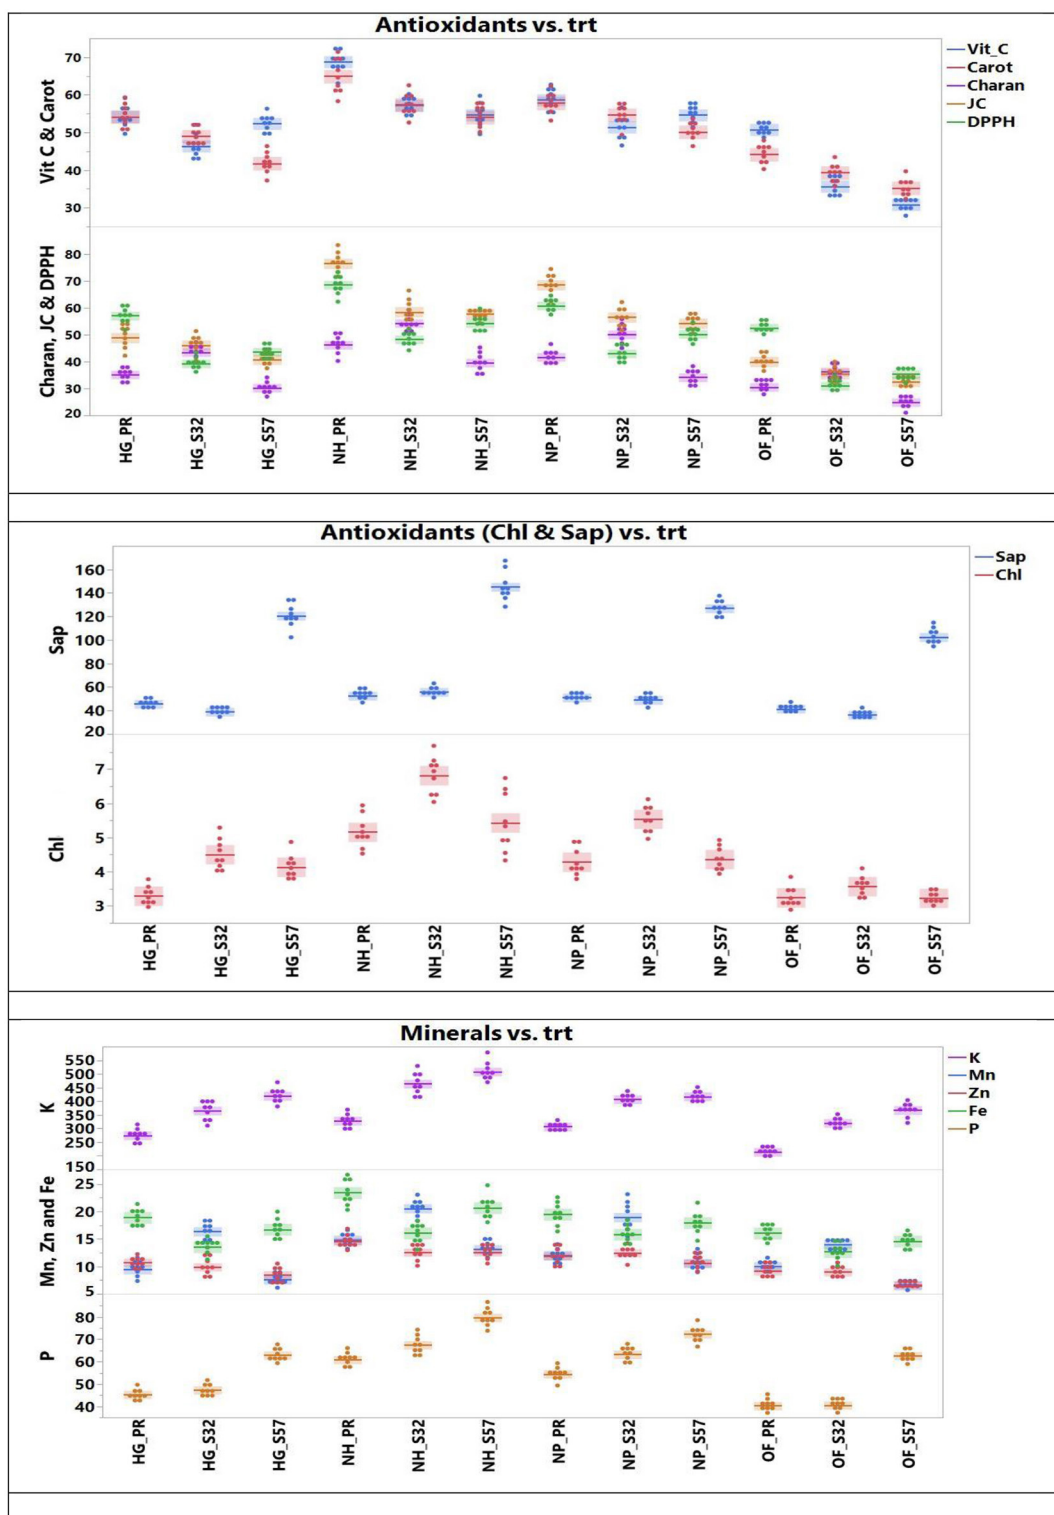 Antioxidants vs. trt
Vit C & Carot
70
60
50
40
30
Vit_C
Carot
Charan
JC
DPPH
Charan, JC & DPPH
80
70
60
50
40
30
20
HG_PR
HG_S32
HG_S57
NH_PR
NH_S32
NH_S57
NP_PR
NP_S32
NP_S57
OF_PR
OF_S32
OF_S57
Antioxidants (Chl & Sap) vs. trt
Sap
160
140
120
100
80
60
40
20
Sap
Chl
Chl
7
6
5
4
3
HG_PR
HG_S32
HG_S57
NH_PR
NH_S32
NH_S57
NP_PR
NP_S32
NP_S57
OF_PR
OF_S32
OF_S57
Minerals vs. trt
K
550
500
450
400
350
300
250
150
K
Mn
Zn
Fe
P
Mn, Zn and Fe
25
20
15
10
5
P
80
70
60
50
40
HG_PR
HG_S32
HG_S57
NH_PR
NH_S32
NH_S57
NP_PR
NP_S32
NP_S57
OF_PR
OF_S32
OF_S57